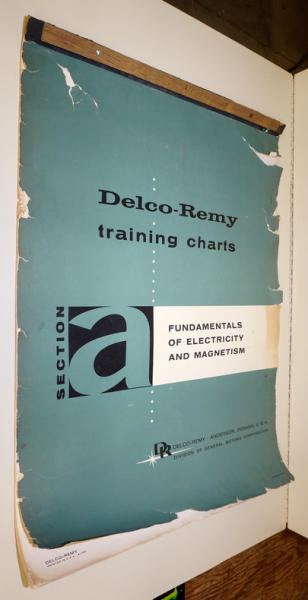 Delco-Remy
training charts
SECTION
a
FUNDAMENTALS
OF ELECTRICITY
AND MAGNETISM
DR
DELCO-REMY · ANDERSON, INDIANA, U. S. A.
DIVISION OF GENERAL MOTORS CORPORATION
DELCO-REMY